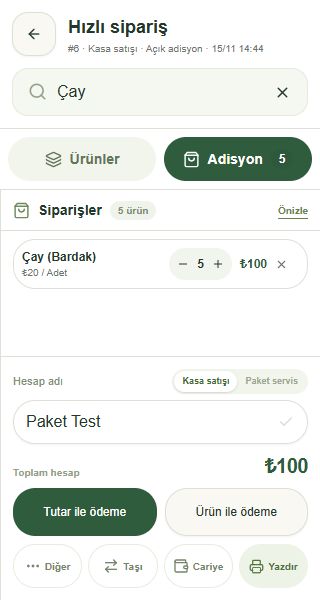 Hızlı sipariş
#6 · Kasa satışı · Açık adisyon · 15/11 14:44
Çay
Ürünler
Adisyon 5
Siparişler 5 ürün Önizle
Çay (Bardak)
₺20 / Adet
− 5 + ₺100 ×
Hesap adı
Kasa satışı Paket servis
Paket Test
Toplam hesap ₺100
Tutar ile ödeme
Ürün ile ödeme
Diğer
Taşı
Cariye
Yazdır